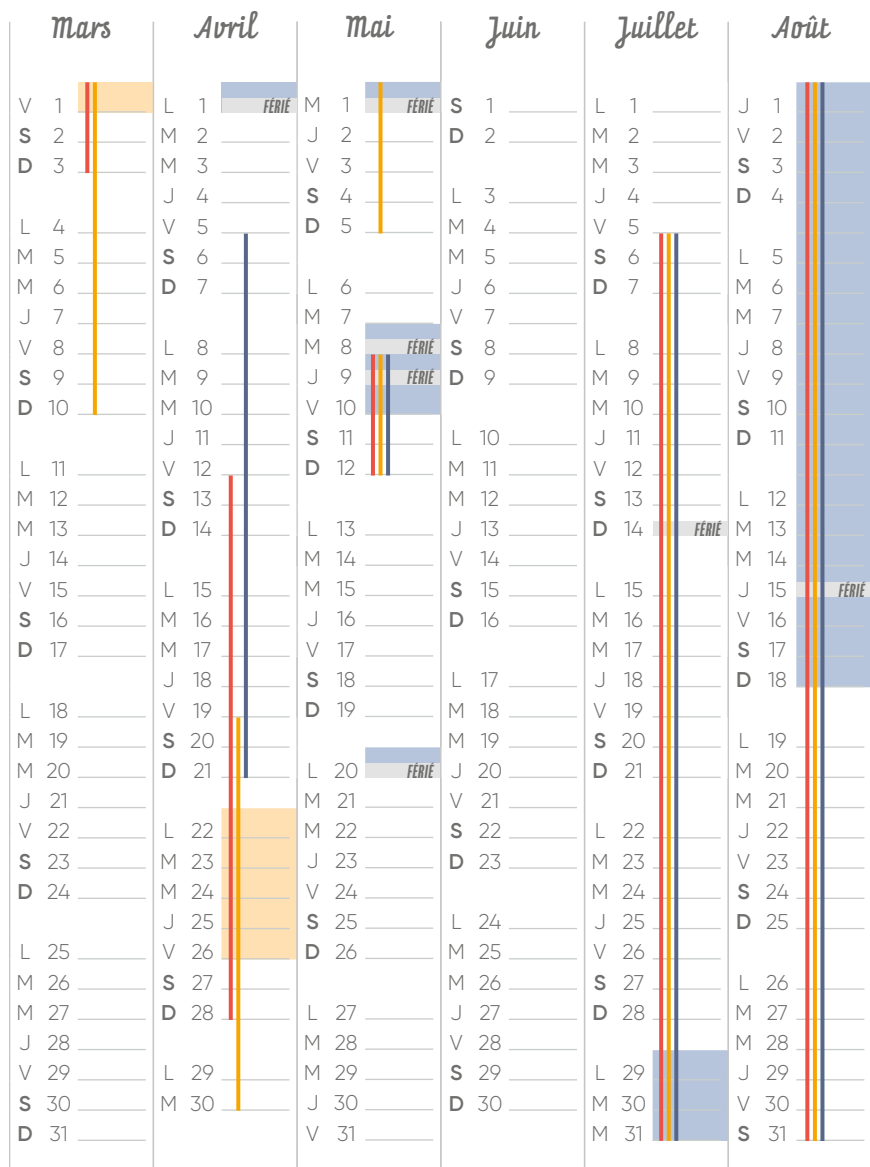 Mars
V 1
S 2
D 3
L 4
M 5
M 6
J 7
V 8
S 9
D 10
L 11
M 12
M 13
J 14
V 15
S 16
D 17
L 18
M 19
M 20
J 21
V 22
S 23
D 24
L 25
M 26
M 27
J 28
V 29
S 30
D 31
Avril
L 1 FÉRIÉ
M 2
M 3
J 4
V 5
S 6
D 7
L 8
M 9
M 10
J 11
V 12
S 13
D 14
L 15
M 16
M 17
J 18
V 19
S 20
D 21
L 22
M 23
M 24
J 25
V 26
S 27
D 28
L 29
M 30
Mai
M 1 FÉRIÉ
J 2
V 3
S 4
D 5
L 6
M 7
M 8 FÉRIÉ
J 9 FÉRIÉ
V 10
S 11
D 12
L 13
M 14
M 15
J 16
V 17
S 18
D 19
L 20 FÉRIÉ
M 21
M 22
J 23
V 24
S 25
D 26
L 27
M 28
M 29
J 30
V 31
Juin
S 1
D 2
L 3
M 4
M 5
J 6
V 7
S 8
D 9
L 10
M 11
M 12
J 13
V 14
S 15
D 16
L 17
M 18
M 19
J 20
V 21
S 22
D 23
L 24
M 25
M 26
J 27
V 28
S 29
D 30
Juillet
L 1
M 2
M 3
J 4
V 5
S 6
D 7
L 8
M 9
M 10
J 11
V 12
S 13
D 14 FÉRIÉ
L 15
M 16
M 17
J 18
V 19
S 20
D 21
L 22
M 23
M 24
J 25
V 26
S 27
D 28
L 29
M 30
M 31
Août
J 1
V 2
S 3
D 4
L 5
M 6
M 7
J 8
V 9
S 10
D 11
L 12
M 13
M 14
J 15 FÉRIÉ
V 16
S 17
D 18
L 19
M 20
M 21
J 22
V 23
S 24
D 25
L 26
M 27
M 28
J 29
V 30
S 31